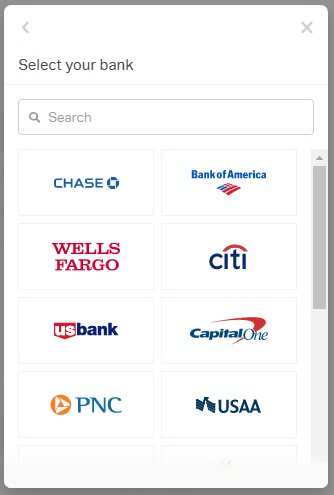 Select your bank
Search
CHASE
Bank of America
WELLS
FARGO
citi
usbank
Capital One
PNC
USAA